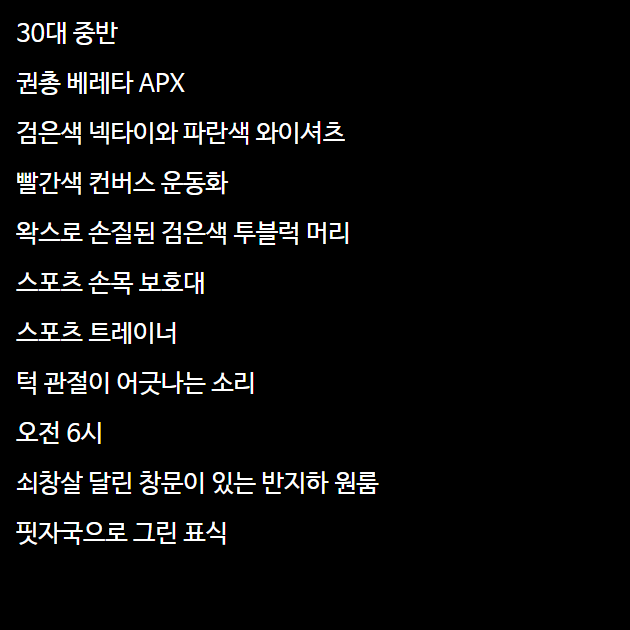 30대 중반
권총 베레타 APX
검은색 넥타이와 파란색 와이셔츠
빨간색 컨버스 운동화
왁스로 손질된 검은색 투블럭 머리
스포츠 손목 보호대
스포츠 트레이너
턱 관절이 어긋나는 소리
오전 6시
쇠창살 달린 창문이 있는 반지하 원룸
핏자국으로 그린 표식